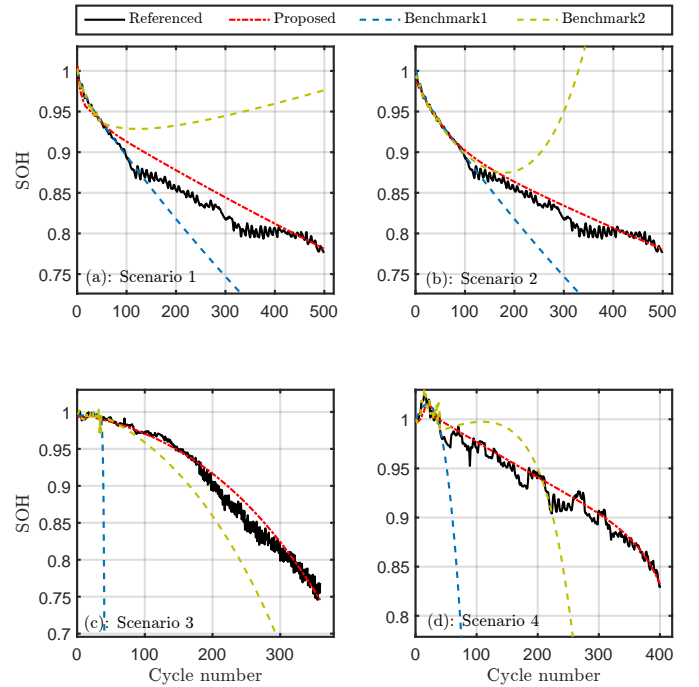 Referenced Proposed Benchmark1 Benchmark2
1
0.95
0.9
0.85
0.8
0.75
SOH
(a): Scenario 1
0 100 200 300 400 500
1
0.95
0.9
0.85
0.8
0.75
(b): Scenario 2
0 100 200 300 400 500
1
0.95
0.9
0.85
0.8
0.75
0.7
SOH
(c): Scenario 3
0 100 200 300
Cycle number
1
0.95
0.9
0.85
0.8
(d): Scenario 4
0 100 200 300 400
Cycle number